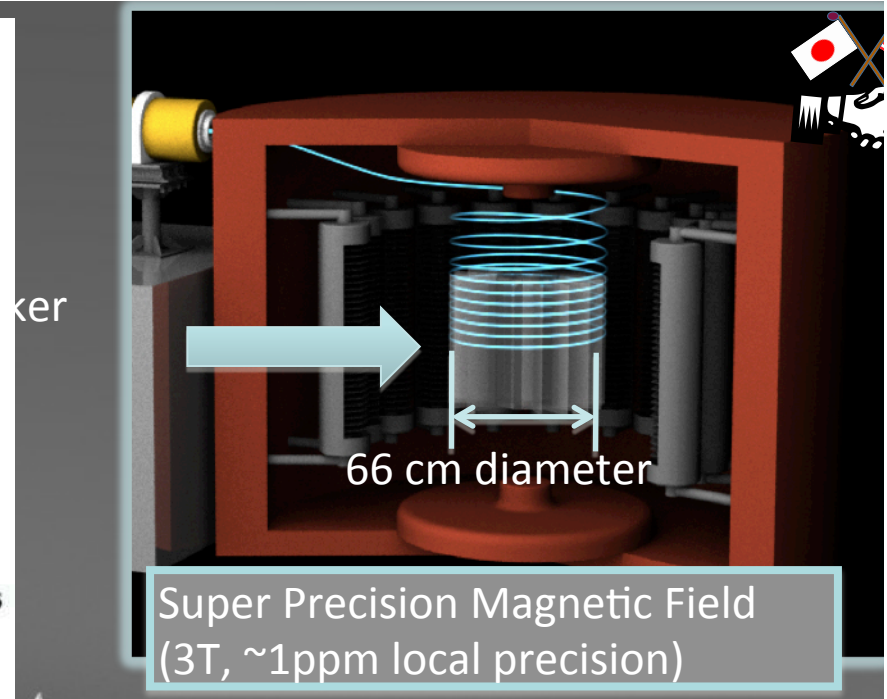 ker
66 cm diameter
Super Precision Magnetic Field
(3T, ~1ppm local precision)